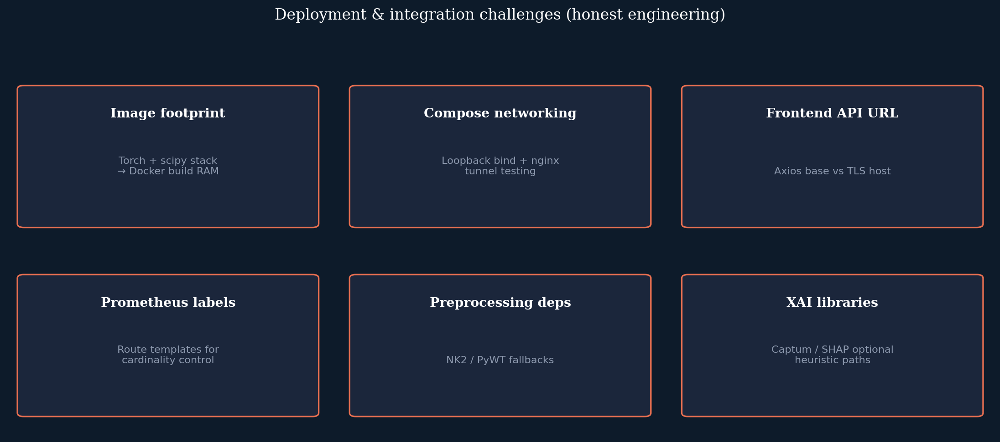 Deployment & integration challenges (honest engineering)
Image footprint
Torch + scipy stack
→ Docker build RAM
Compose networking
Loopback bind + nginx
tunnel testing
Frontend API URL
Axios base vs TLS host
Prometheus labels
Route templates for
cardinality control
Preprocessing deps
NK2 / PyWT fallbacks
XAI libraries
Captum / SHAP optional
heuristic paths